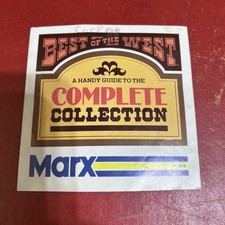 BEST OF THE WEST
A HANDY GUIDE TO THE
COMPLETE
COLLECTION
Marx